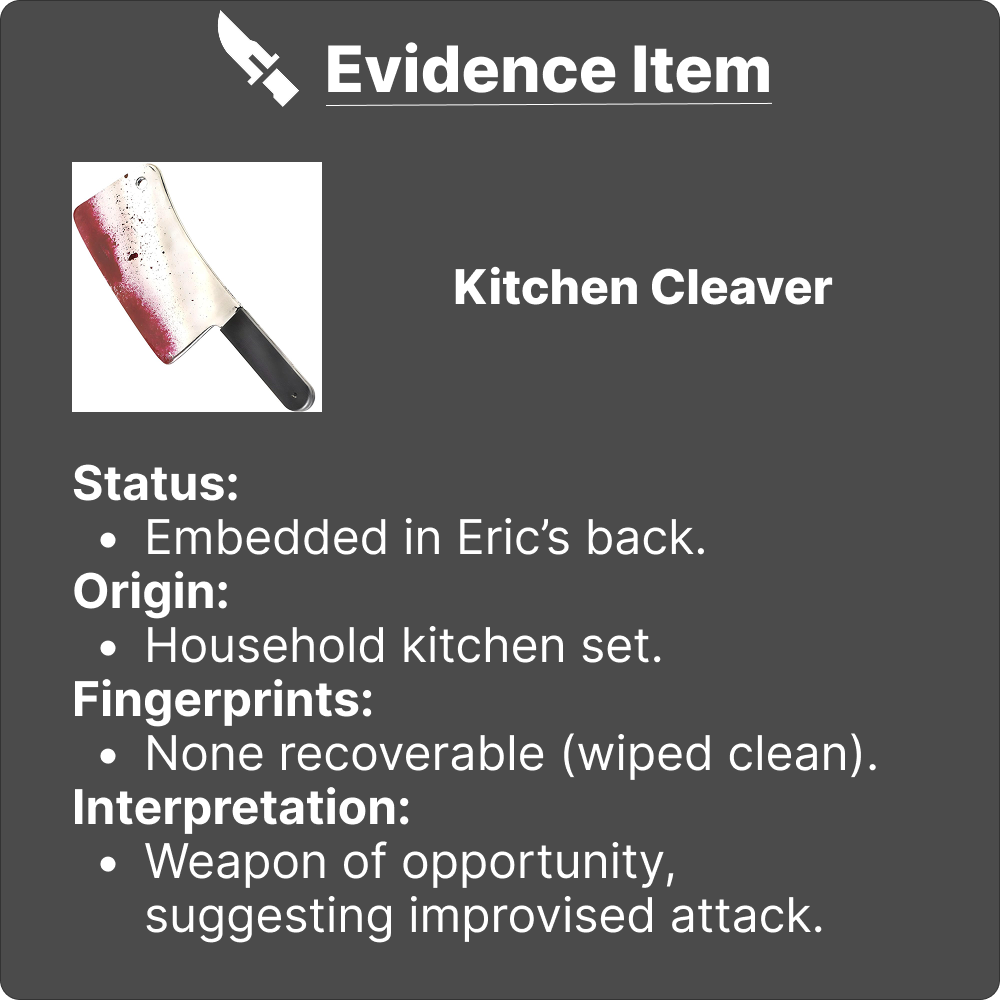 Evidence Item
Kitchen Cleaver
Status:
• Embedded in Eric’s back.
Origin:
• Household kitchen set.
Fingerprints:
• None recoverable (wiped clean).
Interpretation:
• Weapon of opportunity,
suggesting improvised attack.